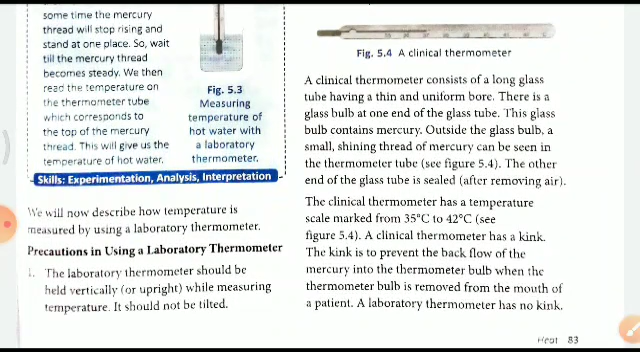 some time the mercury
thread will stop rising and
stand at one place. So, wait
till the mercury thread
becomes steady. We then
read the temperature on
the thermometer tube
which corresponds to
the top of the mercury
thread. This will give us the
temperature of hot water.
Fig. 5.3
Measuring
temperature of
hot water with
a laboratory
thermometer.
Skills: Experimentation, Analysis, Interpretation
We will now describe how temperature is
measured by using a laboratory thermometer.
Precautions in Using a Laboratory Thermometer
1. The laboratory thermometer should be
held vertically (or upright) while measuring
temperature. It should not be tilted.
Fig. 5.4 A clinical thermometer
A clinical thermometer consists of a long glass
tube having a thin and uniform bore. There is a
glass bulb at one end of the glass tube. This glass
bulb contains mercury. Outside the glass bulb, a
small, shining thread of mercury can be seen in
the thermometer tube (see figure 5.4). The other
end of the glass tube is sealed (after removing air).
The clinical thermometer has a temperature
scale marked from 35°C to 42°C (see
figure 5.4). A clinical thermometer has a kink.
The kink is to prevent the back flow of the
mercury into the thermometer bulb when the
thermometer bulb is removed from the mouth of
a patient. A laboratory thermometer has no kink.
Heat 83